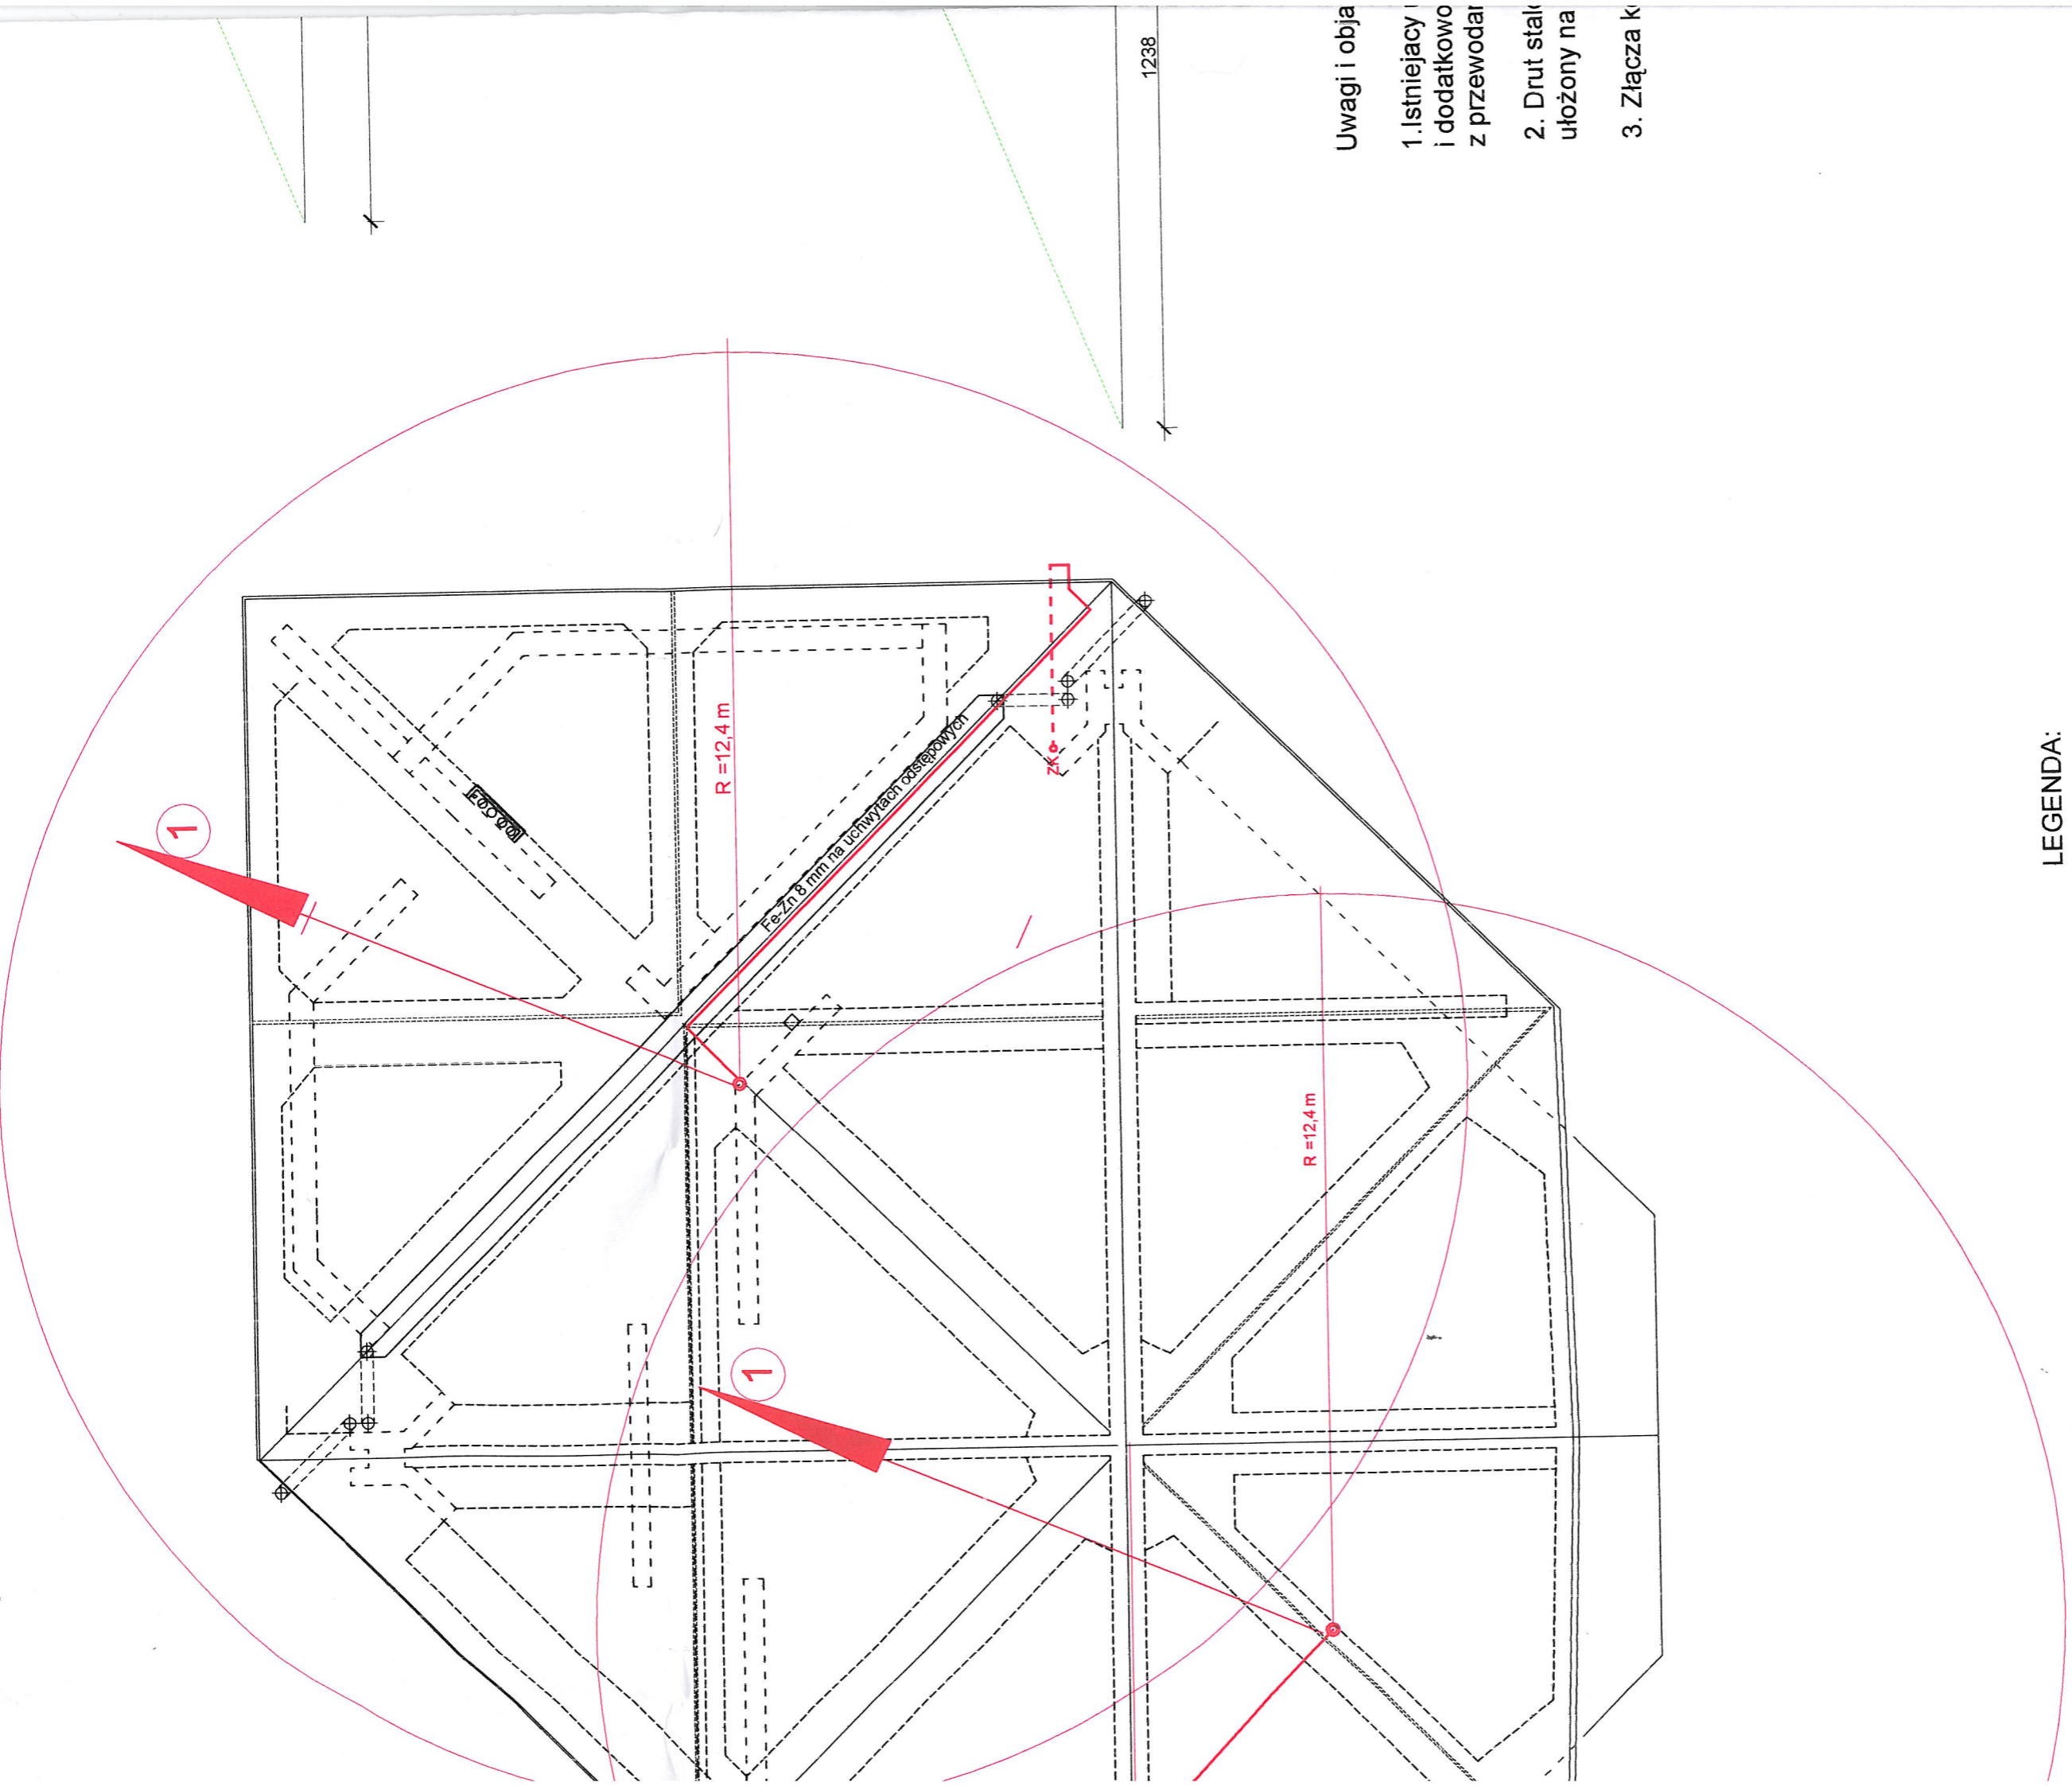 1238
Uwagi i obja
1.Istniejacy
i dodatkowo
z przewodar
2. Drut stal
ułożony na
3. Złącza k
R =12,4 m
Fe-Zn 8 mm na uchwytach odstępowych
ZK
1
R =12,4 m
1
LEGENDA: